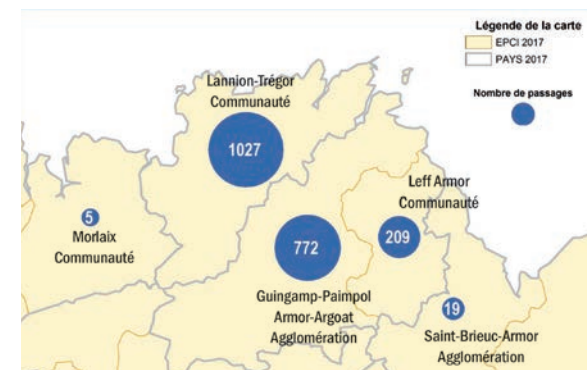 Légende de la carte
EPCI 2017
PAYS 2017
Nombre de passages
Lannion-Trégor
Communauté
1027
5
Morlaix
Communauté
772
Guingamp-Paimpol
Armor-Argoat
Agglomération
Leff Armor
Communauté
209
19
Saint-Brieuc-Armor
Agglomération